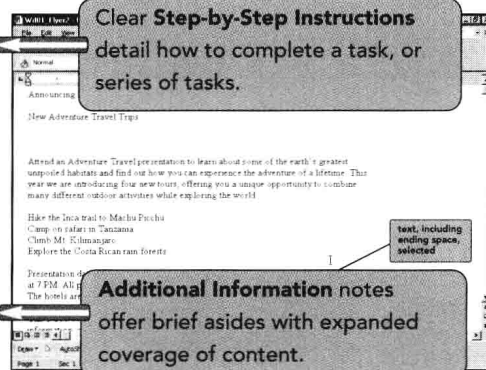 Wd01_Flyer2
File Edit View
Clear Step-by-Step Instructions
detail how to complete a task, or
series of tasks.
Normal
Announcing
New Adventure Travel Trips
Attend an Adventure Travel presentation to learn about some of the earth's greatest
unspoiled habitats and find out how you can experience the adventure of a lifetime. This
year we are introducing four new tours, offering you a unique opportunity to combine
many different outdoor activities while exploring the world.
Hike the Inca trail to Machu Picchu
Camp on safari in Tanzania
Climb Mt. Kilimanjaro
Explore the Costa Rican rain forests
text, including
ending space,
selected
Presentation
at 7 PM. All
The hotels are
Additional Information notes
offer brief asides with expanded
coverage of content.
Draw
Page 1 Sec 1